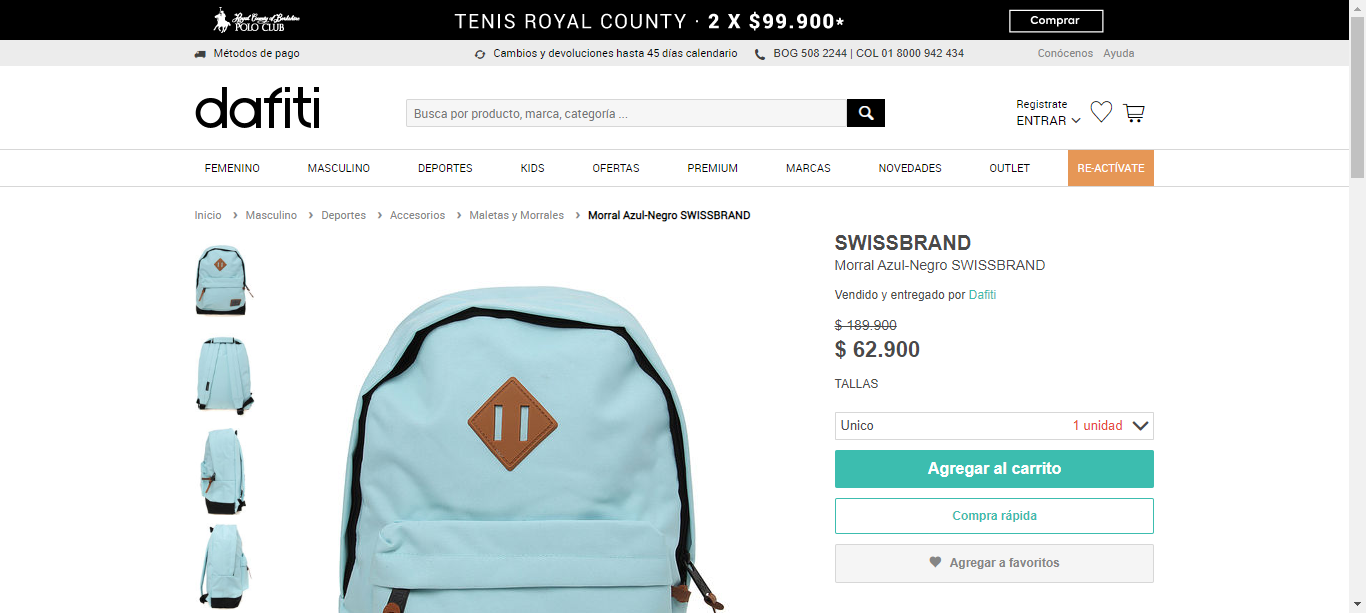 Royal County of Berkshire
POLO CLUB
TENIS ROYAL COUNTY · 2 X $99.900*
Comprar
Métodos de pago
Cambios y devoluciones hasta 45 días calendario
BOG 508 2244 | COL 01 8000 942 434
Conócenos
Ayuda
dafiti
Busca por producto, marca, categoría ...
Registrate
ENTRAR
FEMENINO
MASCULINO
DEPORTES
KIDS
OFERTAS
PREMIUM
MARCAS
NOVEDADES
OUTLET
RE-ACTÍVATE
Inicio > Masculino > Deportes > Accesorios > Maletas y Morrales > Morral Azul-Negro SWISSBRAND
SWISSBRAND
Morral Azul-Negro SWISSBRAND
Vendido y entregado por Dafiti
$ 189.900
$ 62.900
TALLAS
Unico 1 unidad
Agregar al carrito
Compra rápida
Agregar a favoritos